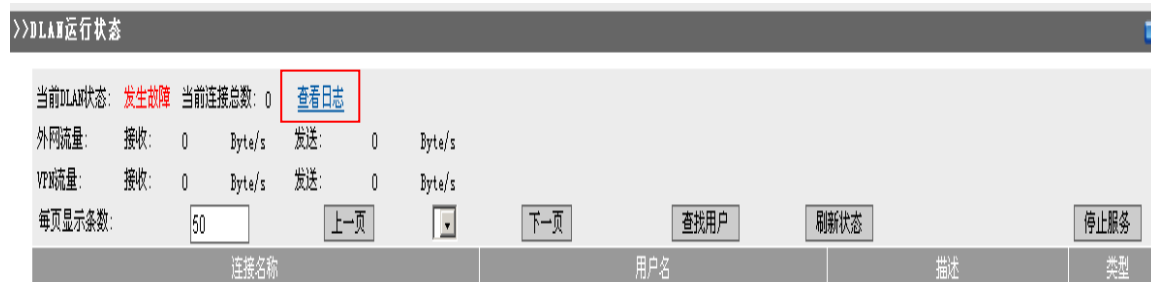 >>DLAN运行状态
当前DLAN状态: 发生故障 当前连接总数: 0 查看日志
外网流量: 接收: 0 Byte/s 发送: 0 Byte/s
VPN流量: 接收: 0 Byte/s 发送: 0 Byte/s
每页显示条数: 50 上一页 下一页 查找用户 刷新状态 停止服务
连接名称 用户名 描述 类型